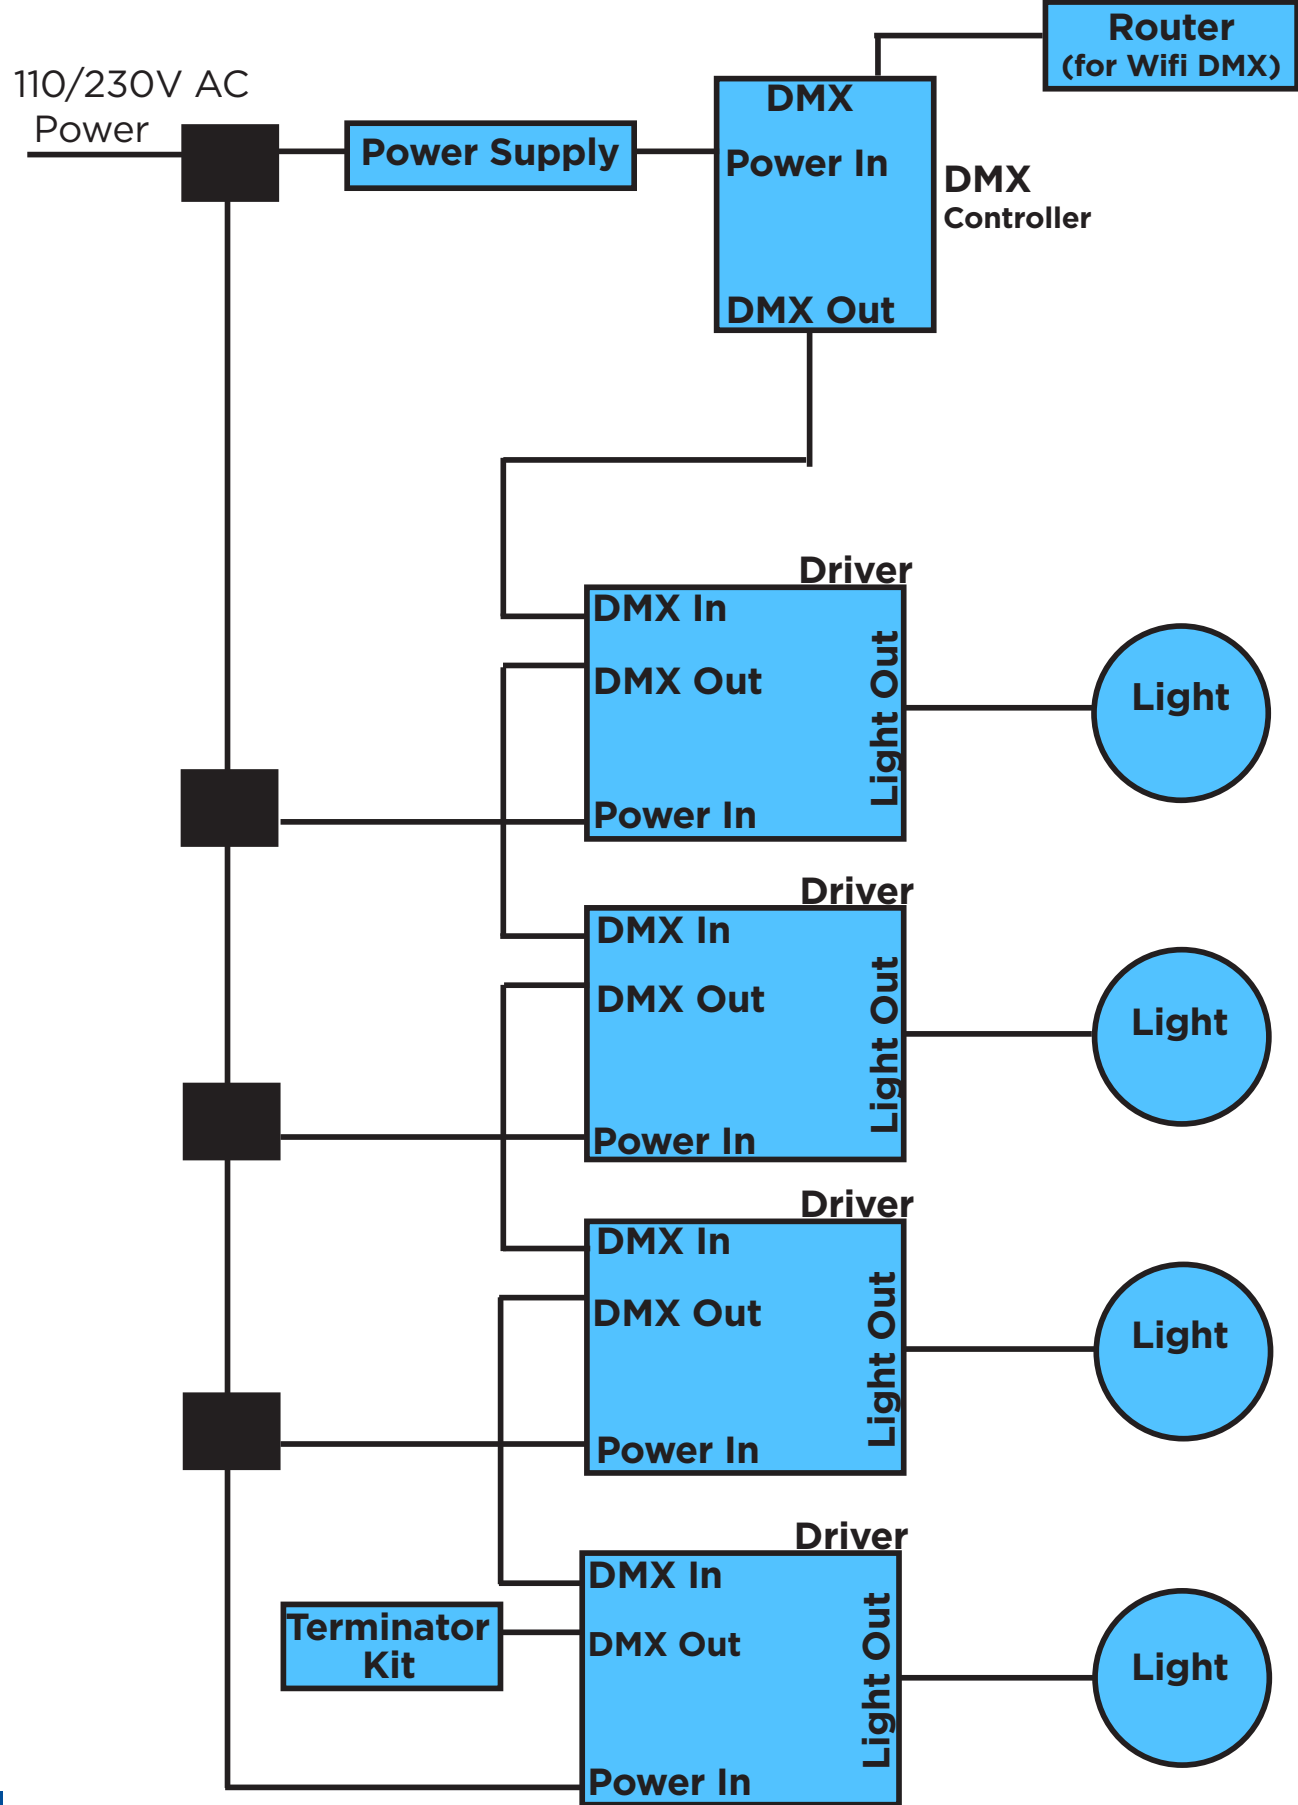 Router
(for Wifi DMX)
110/230V AC
Power
Power Supply
DMX
Power In
DMX Out
DMX
Controller
Driver
DMX In
DMX Out
Power In
Light Out
Light
Driver
DMX In
DMX Out
Power In
Light Out
Light
Driver
DMX In
DMX Out
Power In
Light Out
Light
Driver
DMX In
DMX Out
Power In
Light Out
Light
Terminator
Kit